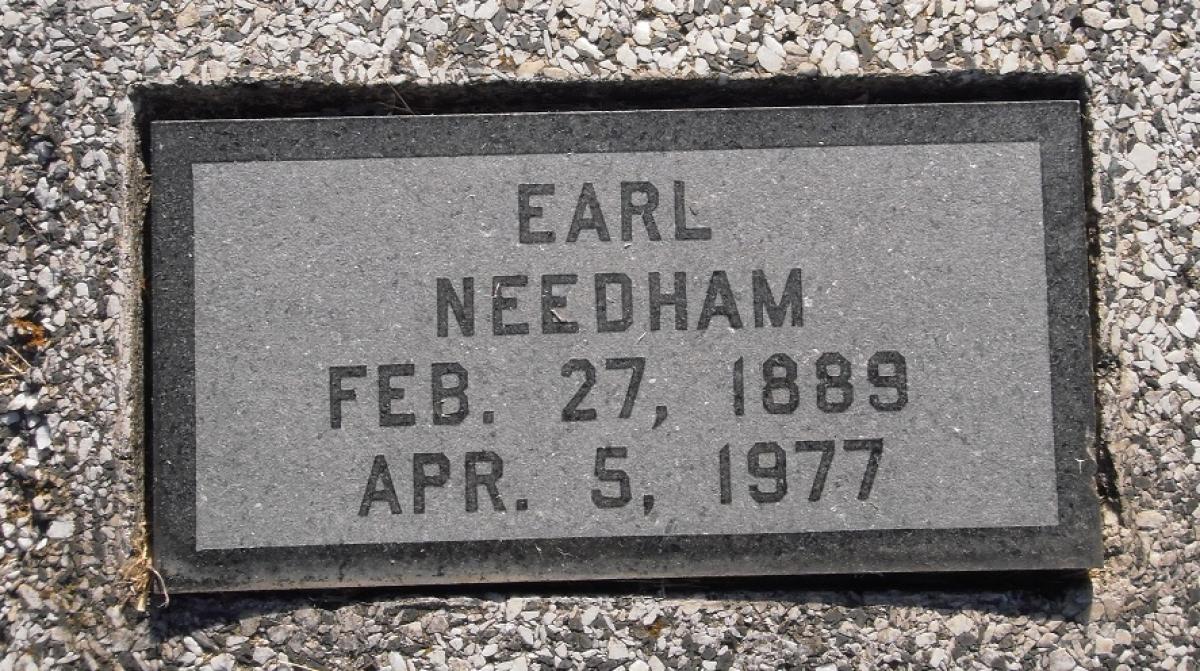 EARL
NEEDHAM
FEB. 27, 1889
APR. 5, 1977